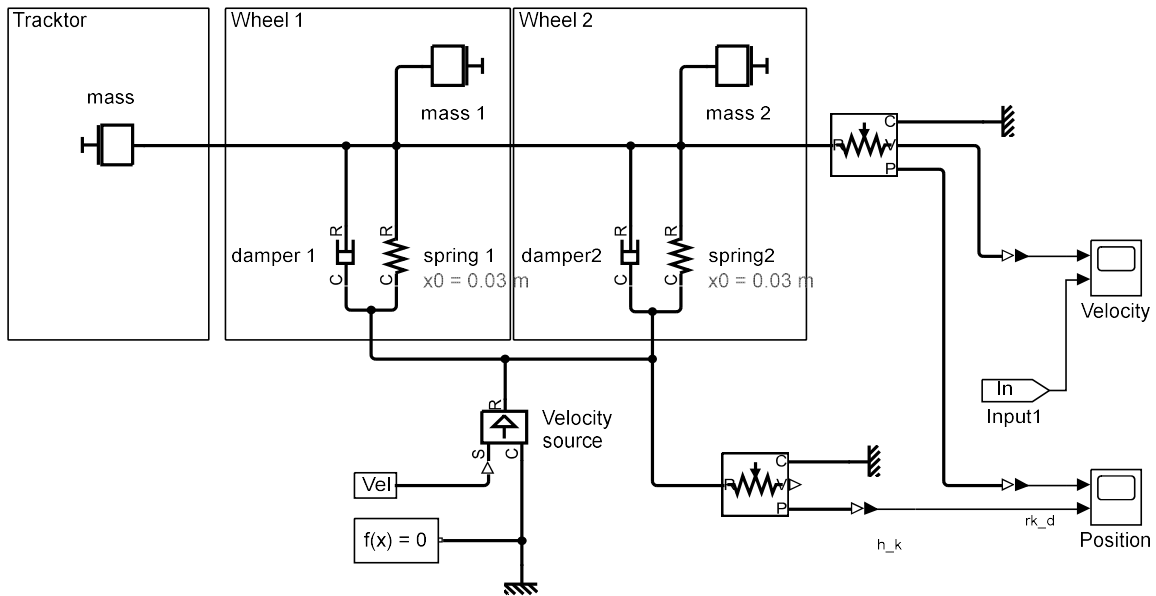 Tracktor
Wheel 1
Wheel 2
mass
mass 1
mass 2
C
R
V
P
R
R
R
R
damper 1
spring 1
damper2
spring2
C
C
C
C
x0 = 0.03 m
x0 = 0.03 m
Velocity
In
Input1
R
Velocity
source
S
C
Vel
f(x) = 0
C
R
V
P
rk_d
h_k
Position